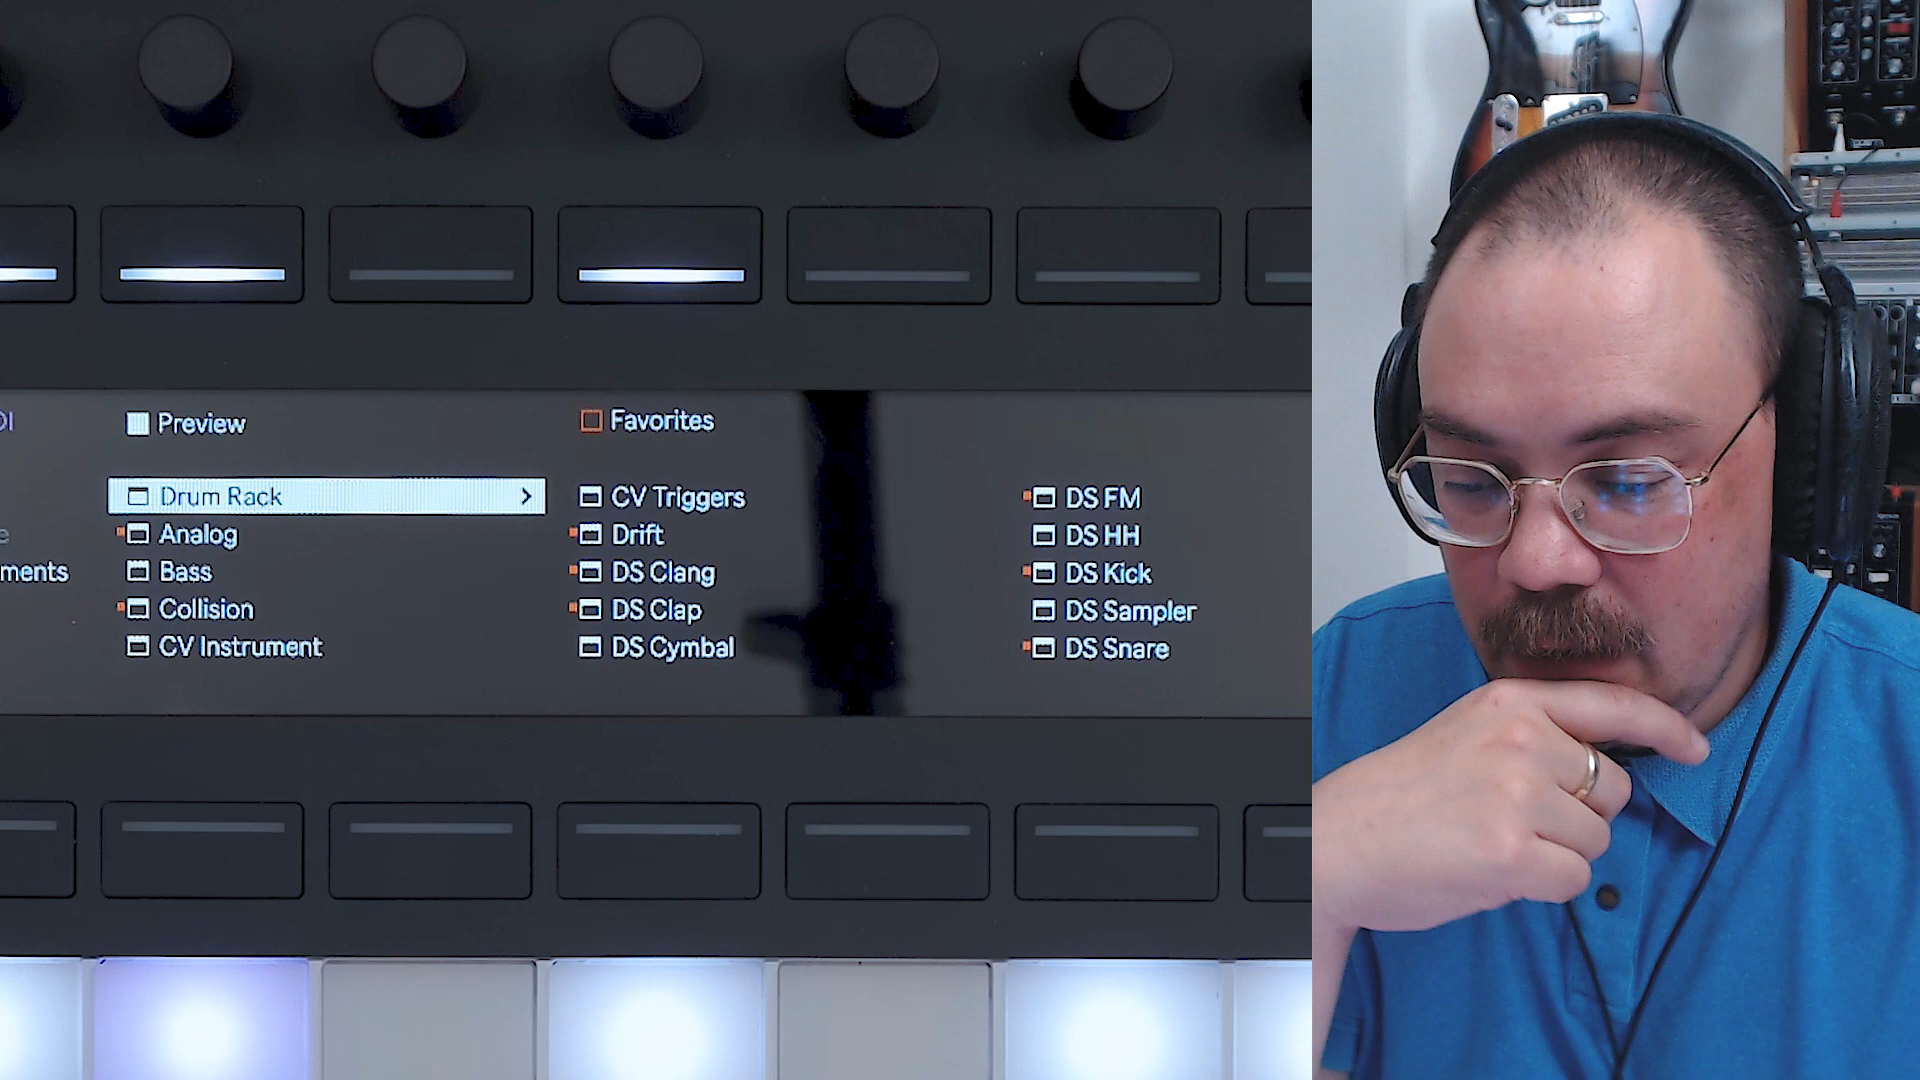 Preview
Favorites
Drum Rack
Analog
ments
Bass
Collision
CV Instrument
CV Triggers
Drift
DS Clang
DS Clap
DS Cymbal
DS FM
DS HH
DS Kick
DS Sampler
DS Snare